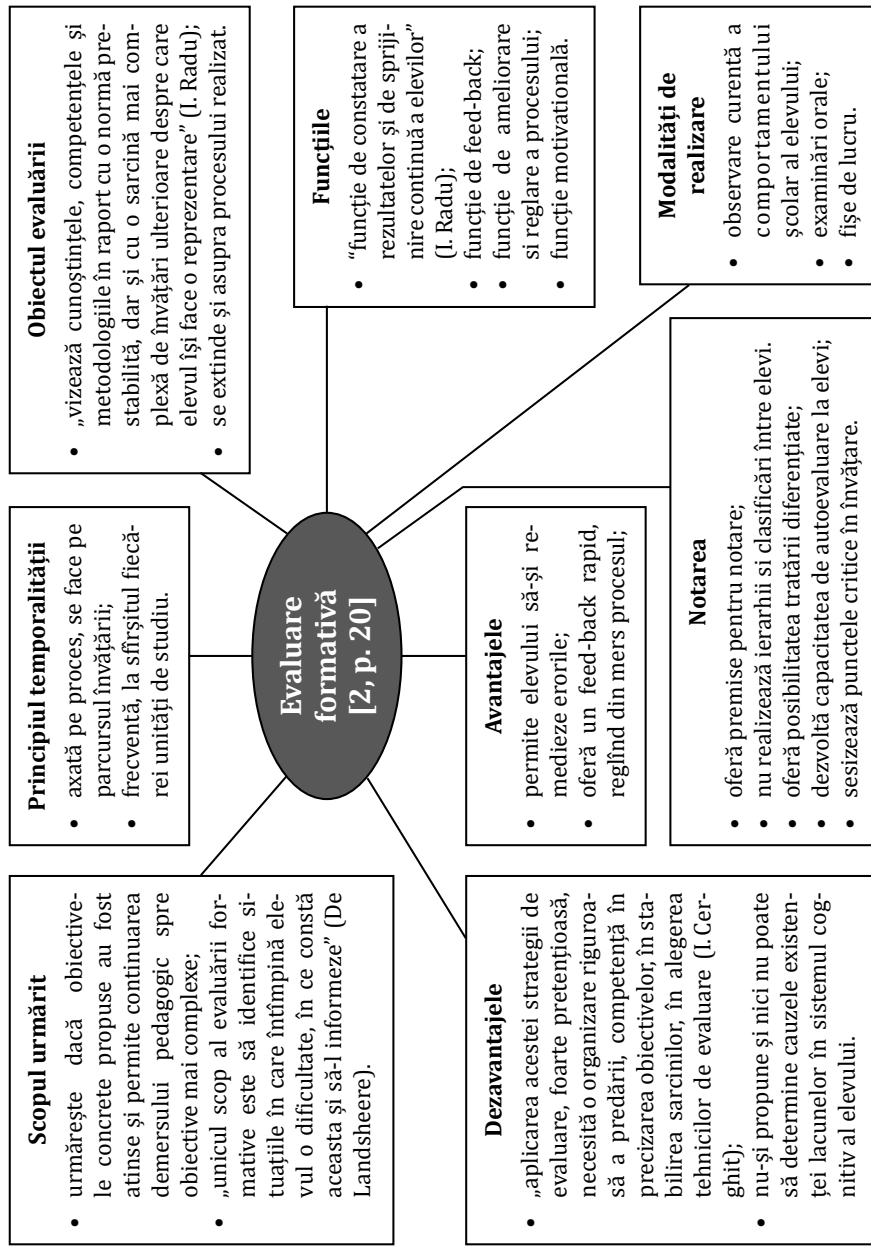 Scopul urmărit
• urmărește dacă obiective-
le concrete propuse au fost
atinse și permite continuarea
demersului pedagogic spre
obiective mai complexe;
• „unicul scop al evaluării for-
mative este să identifice si-
tuațiile în care întîmpină ele-
vul o dificultate, în ce constă
aceasta și să-l informeze” (De
Landsheere).
Principiul temporalității
• axată pe proces, se face pe
parcursul învățării;
• frecventă, la sfîrșitul fiecă-
rei unități de studiu.
Obiectul evaluării
• „vizează cunoștințele, competențele și
metodologiile în raport cu o normă pre-
stabilită, dar și cu o sarcină mai com-
plexă de învățări ulterioare despre care
elevul își face o reprezentare” (I. Radu);
• se extinde și asupra procesului realizat.
Evaluare
formativă
[2, p. 20]
Funcțiile
• “funcție de constatare a
rezultatelor și de spriji-
nire continuă a elevilor”
(I. Radu);
• funcție de feed-back;
• funcție de ameliorare
si reglare a procesului;
• funcție motivațională.
Dezavantajele
• „aplicarea acestei strategii de
evaluare, foarte pretențioasă,
necesită o organizare riguroa-
să a predării, competență în
precizarea obiectivelor, în sta-
bilirea sarcinilor, în alegerea
tehnicilor de evaluare (I. Cer-
ghit);
• nu-și propune și nici nu poate
să determine cauzele existen-
ței lacunelor în sistemul cog-
nitiv al elevului.
Avantajele
• permite elevului să-și re-
medieze erorile;
• oferă un feed-back rapid,
reglînd din mers procesul;
Notarea
• oferă premise pentru notare;
• nu realizează ierarhii si clasificări între elevi.
• oferă posibilitatea tratării diferențiate;
• dezvoltă capacitatea de autoevaluare la elevi;
• sesizează punctele critice în învățare.
Modalități de
realizare
• observare curentă a
comportamentului
școlar al elevului;
• examinări orale;
• fișe de lucru.